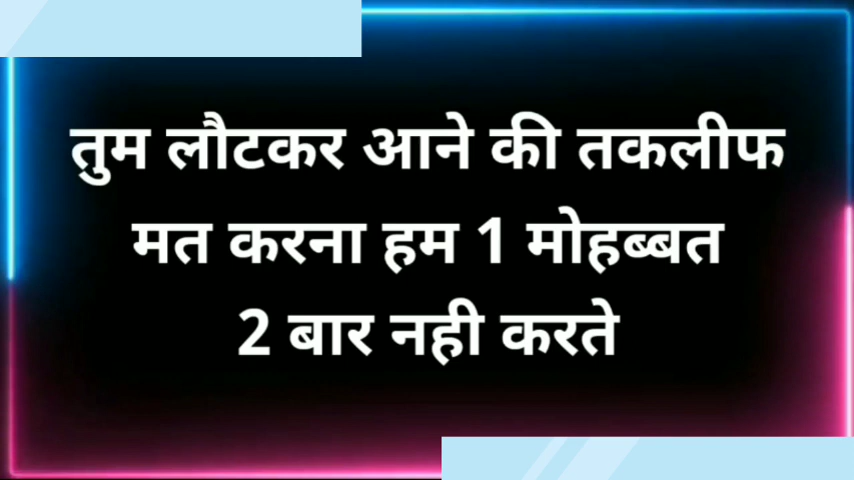 तुम लौटकर आने की तकलीफ
मत करना हम 1 मोहब्बत
2 बार नही करते